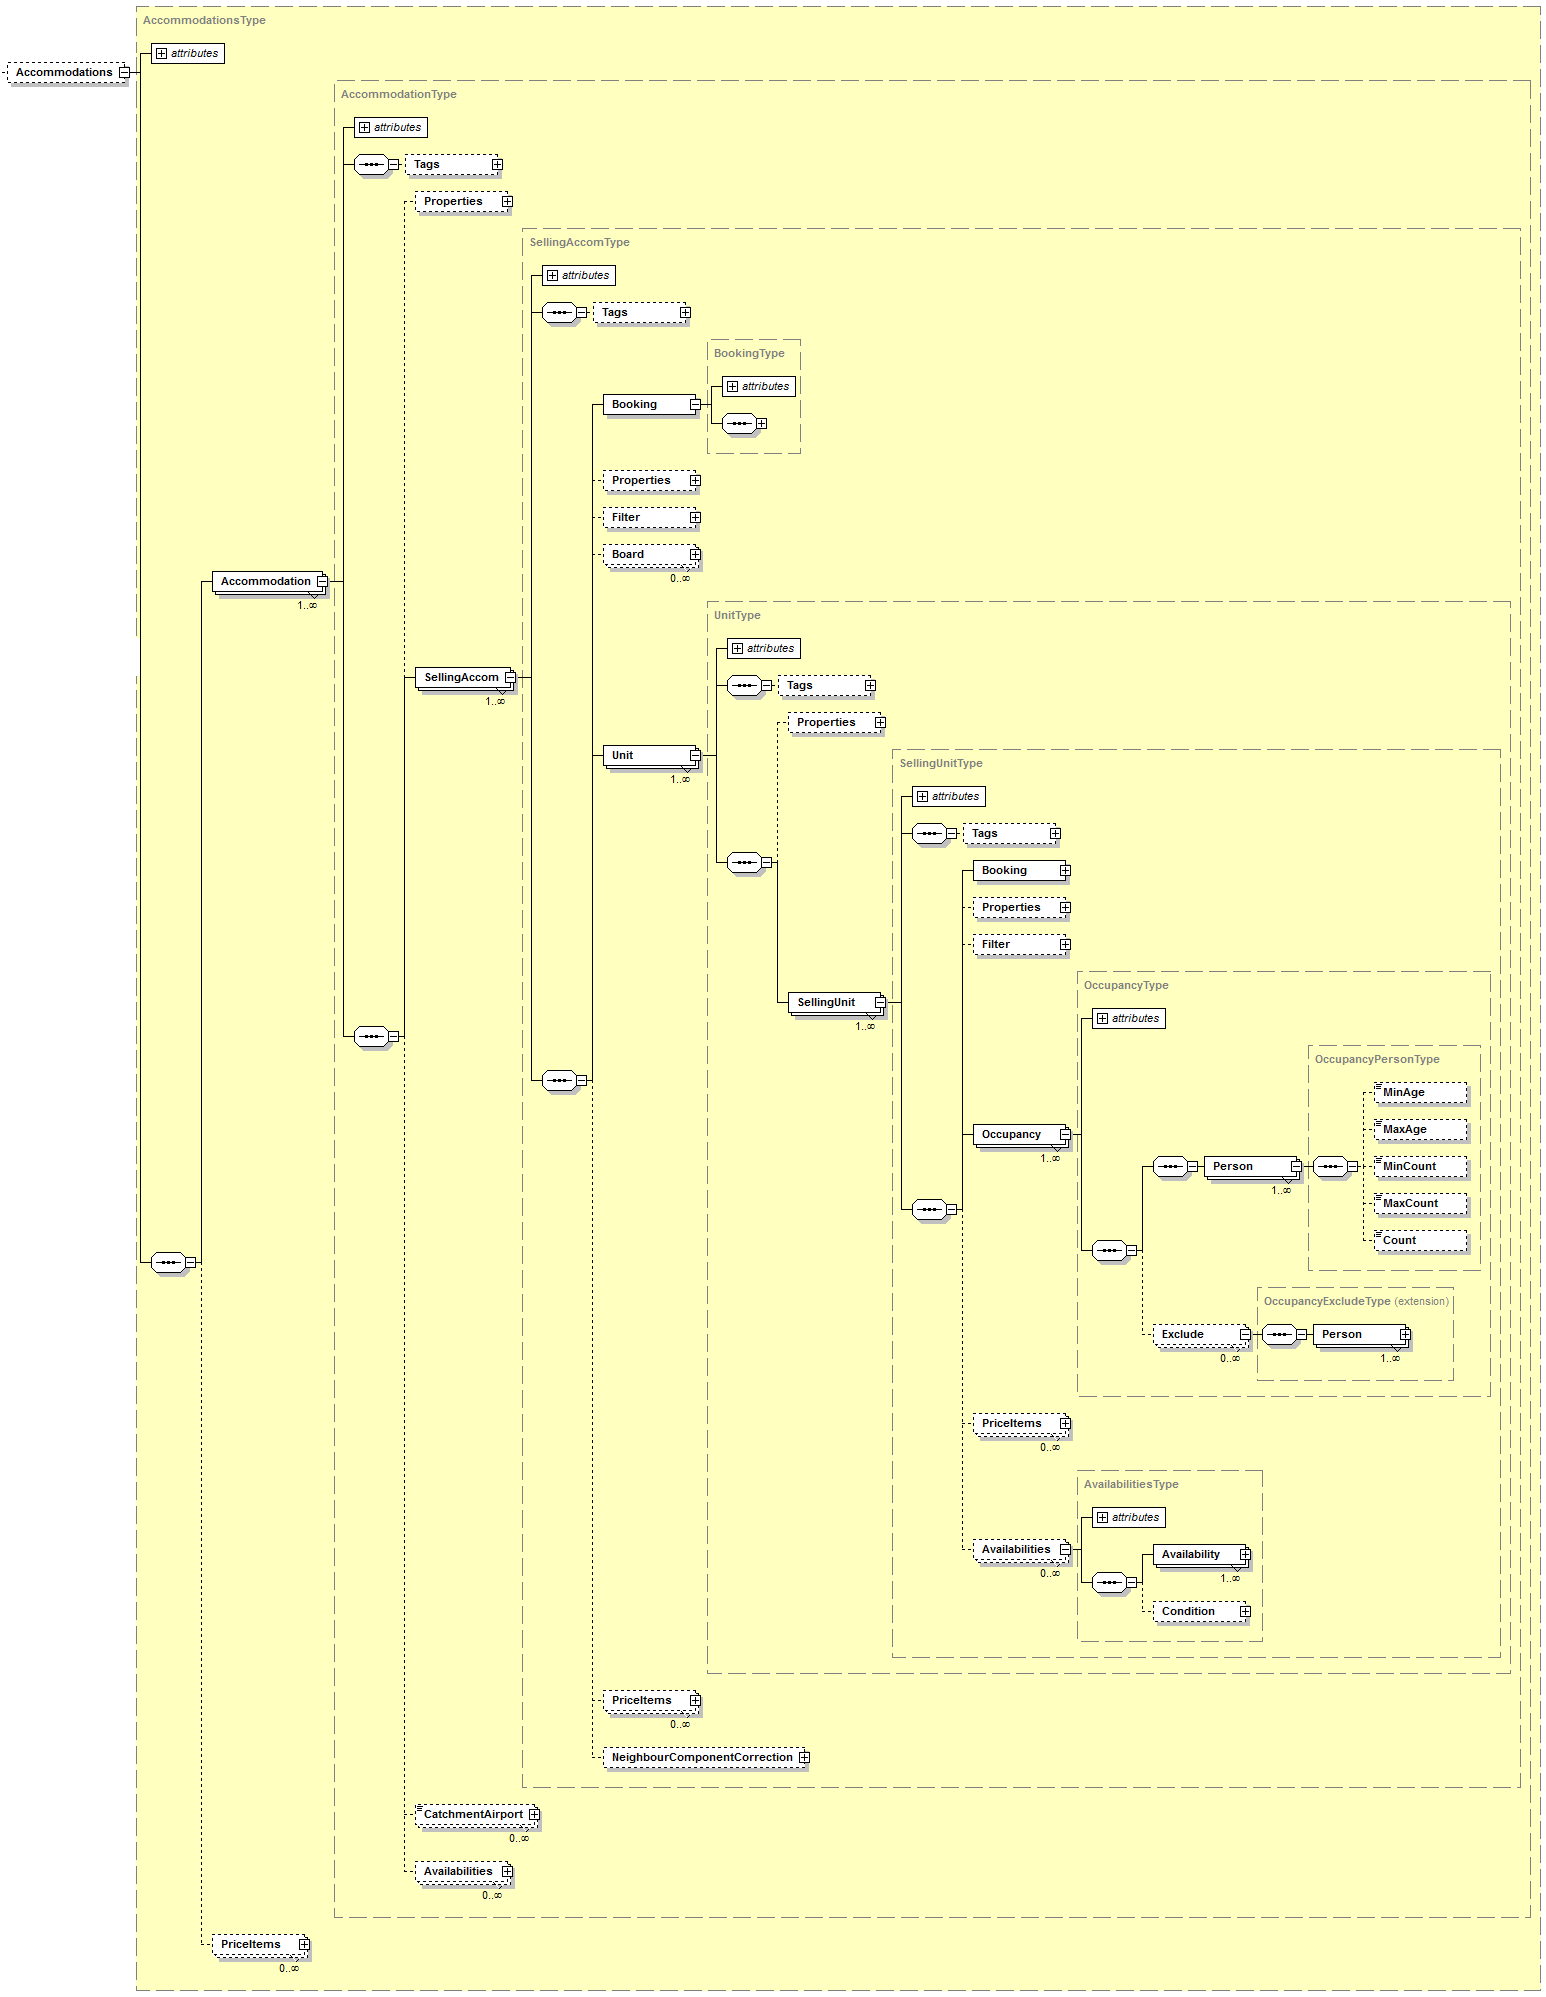 AccommodationsType
attributes
Accommodations
AccommodationType
attributes
Tags
Properties
SellingAccomType
attributes
Tags
BookingType
attributes
Booking
Properties
Filter
Board
0..∞
Accommodation
1..∞
UnitType
attributes
SellingAccom
1..∞
Tags
Properties
Unit
1..∞
SellingUnitType
attributes
Tags
Booking
Properties
Filter
OccupancyType
SellingUnit
1..∞
attributes
OccupancyPersonType
MinAge
MaxAge
Occupancy
1..∞
Person
1..∞
MinCount
MaxCount
Count
OccupancyExcludeType (extension)
Exclude
0..∞
Person
1..∞
PriceItems
0..∞
AvailabilitiesType
attributes
Availabilities
0..∞
Availability
1..∞
Condition
PriceItems
0..∞
NeighbourComponentCorrection
CatchmentAirport
0..∞
Availabilities
0..∞
PriceItems
0..∞